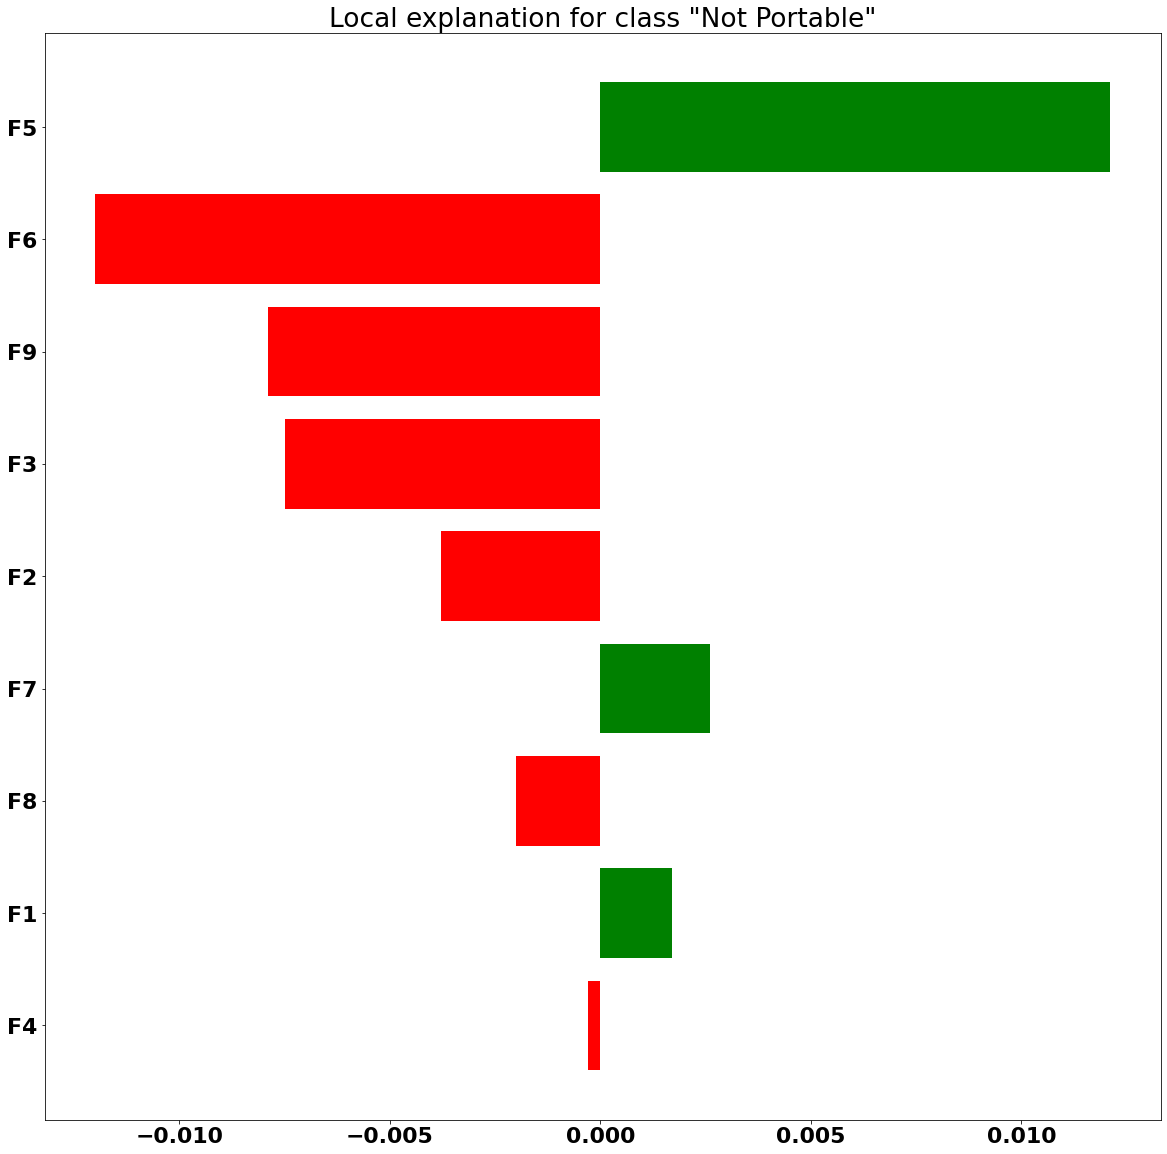 Local explanation for class "Not Portable"
F5
F6
F9
F3
F2
F7
F8
F1
F4
−0.010 −0.005 0.000 0.005 0.010